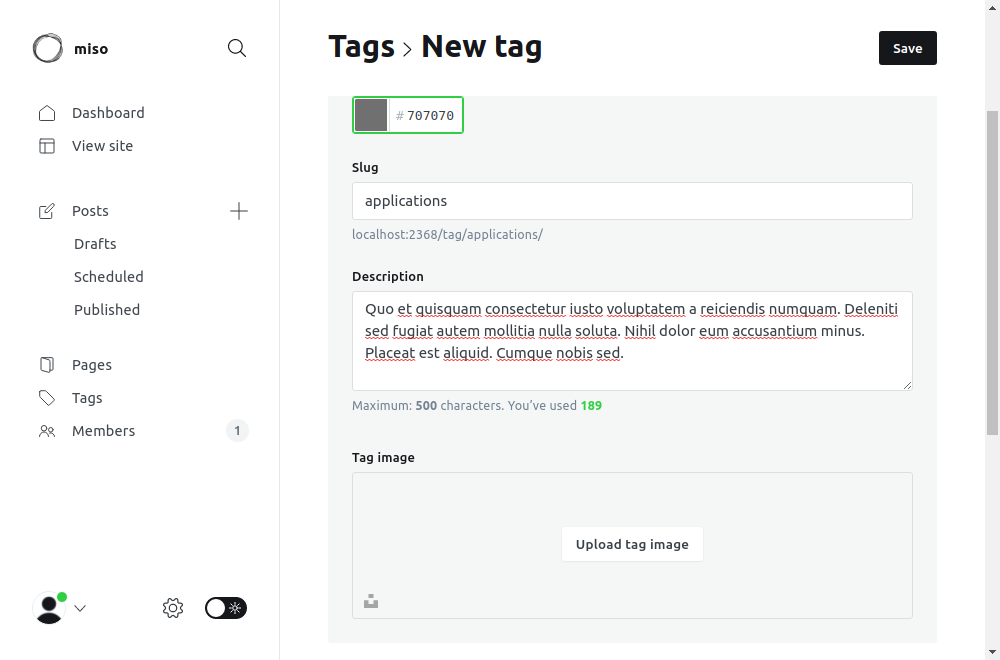 miso
Dashboard
View site
Posts
Drafts
Scheduled
Published
Pages
Tags
Members
1
Tags > New tag
Save
# 707070
Slug
applications
localhost:2368/tag/applications/
Description
Quo et quisquam consectetur iusto voluptatem a reiciendis numquam. Deleniti
sed fugiat autem mollitia nulla soluta. Nihil dolor eum accusantium minus.
Placeat est aliquid. Cumque nobis sed.
Maximum: 500 characters. You've used 189
Tag image
Upload tag image